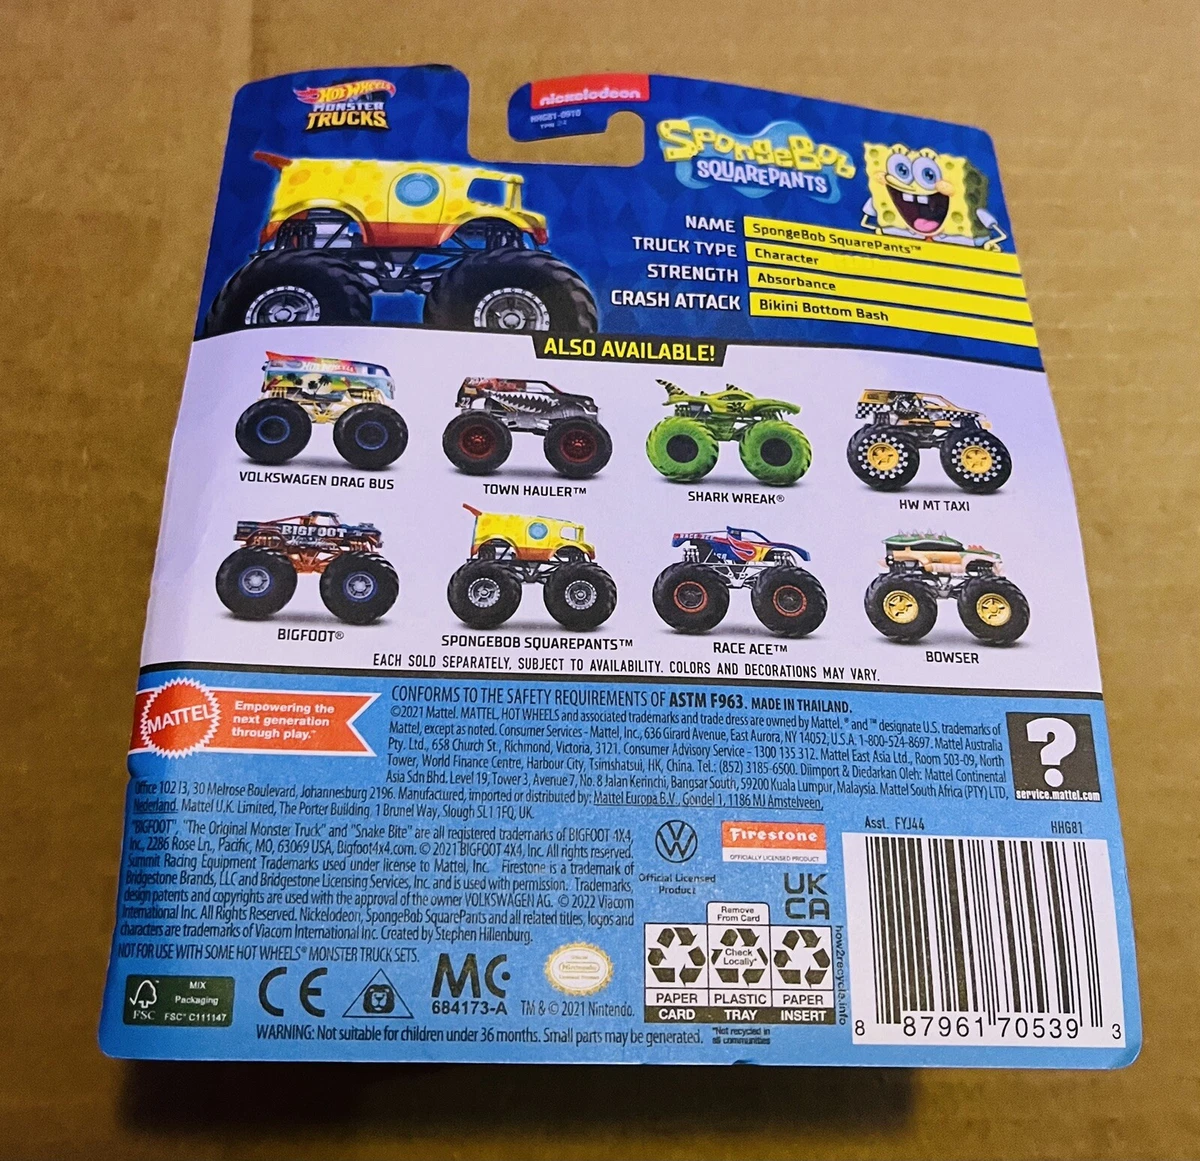 HOT WHEELS
MONSTER
TRUCKS
nicelodeon
HHG81-0910
SPONGEBOB
SQUAREPANTS
NAME SpongeBob SquarePants™
TRUCK TYPE Character
STRENGTH Absorbance
CRASH ATTACK Bikini Bottom Bash
ALSO AVAILABLE!
VOLKSWAGEN DRAG BUS
TOWN HAULER™
SHARK WREAK®
HW MT TAXI
BIGFOOT
BIGFOOT®
SPONGEBOB SQUAREPANTS™
RACE ACE
RACE ACE™
BOWSER
EACH SOLD SEPARATELY, SUBJECT TO AVAILABILITY. COLORS AND DECORATIONS MAY VARY.
MATTEL
Empowering the
next generation
through play.™
CONFORMS TO THE SAFETY REQUIREMENTS OF ASTM F963. MADE IN THAILAND.
©2021 Mattel. MATTEL, HOT WHEELS and associated trademarks and trade dress are owned by Mattel. ® and ™ designate U.S. trademarks of
Mattel, except as noted. Consumer Services - Mattel, Inc., 636 Girard Avenue, East Aurora, NY 14052, U.S.A. 1-800-524-8697. Mattel Australia
Pty. Ltd., 658 Church St., Richmond, Victoria, 3121. Consumer Advisory Service - 1300 135 312. Mattel East Asia Ltd., Room 503-09, North
Tower, World Finance Centre, Harbour City, Tsimshatsui, HK, China. Tel.: (852) 3185-6500. Diimport & Diedarkan Oleh: Mattel Continental
Asia Sdn Bhd. Level 19, Tower 3, Avenue 7, No. 8 Jalan Kerinchi, Bangsar South, 59200 Kuala Lumpur, Malaysia. Mattel South Africa (PTY) LTD,
Office 102 I3, 30 Melrose Boulevard, Johannesburg 2196. Manufactured, imported or distributed by: Mattel Europa B.V., Gondel 1, 1186 MJ Amstelveen,
Nederland. Mattel U.K. Limited, The Porter Building, 1 Brunel Way, Slough SL1 1FQ, UK.
"BIGFOOT", "The Original Monster Truck" and "Snake Bite" are all registered trademarks of BIGFOOT 4X4,
Inc., 2286 Rose Ln., Pacific, MO, 63069 USA, Bigfoot4x4.com. © 2021 BIGFOOT 4X4, Inc. All rights reserved.
Summit Racing Equipment Trademarks used under license to Mattel, Inc. Firestone is a trademark of
Bridgestone Brands, LLC and Bridgestone Licensing Services, Inc. and is used with permission. Trademarks,
design patents and copyrights are used with the approval of the owner VOLKSWAGEN AG. © 2022 Viacom
International Inc. All Rights Reserved. Nickelodeon, SpongeBob SquarePants and all related titles, logos and
characters are trademarks of Viacom International Inc. Created by Stephen Hillenburg.
NOT FOR USE WITH SOME HOT WHEELS® MONSTER TRUCK SETS.
?
service.mattel.com
Official Licensed
Product
Firestone
OFFICIALLY LICENSED PRODUCT
UK
CA
Asst. FYJ44
HHG81
FSC
MIX
Packaging
FSC™ C111147
CE
MC
684173-A
Nintendo
TM & © 2021 Nintendo.
Remove
From Card
Check
Locally*
PAPER PLASTIC PAPER
CARD TRAY INSERT
how2recycle.info
*Not recycled in
all communities
WARNING: Not suitable for children under 36 months. Small parts may be generated.
8 87961 70539 3